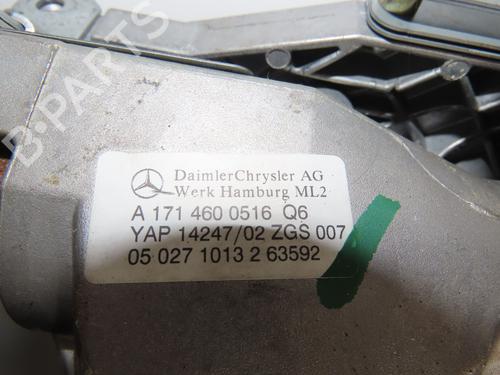 B-PARTS
DaimlerChrysler AG
Werk Hamburg ML2
A 171 460 0516 Q6
YAP 14247/02 ZGS 007
05 027 1013 2 63592